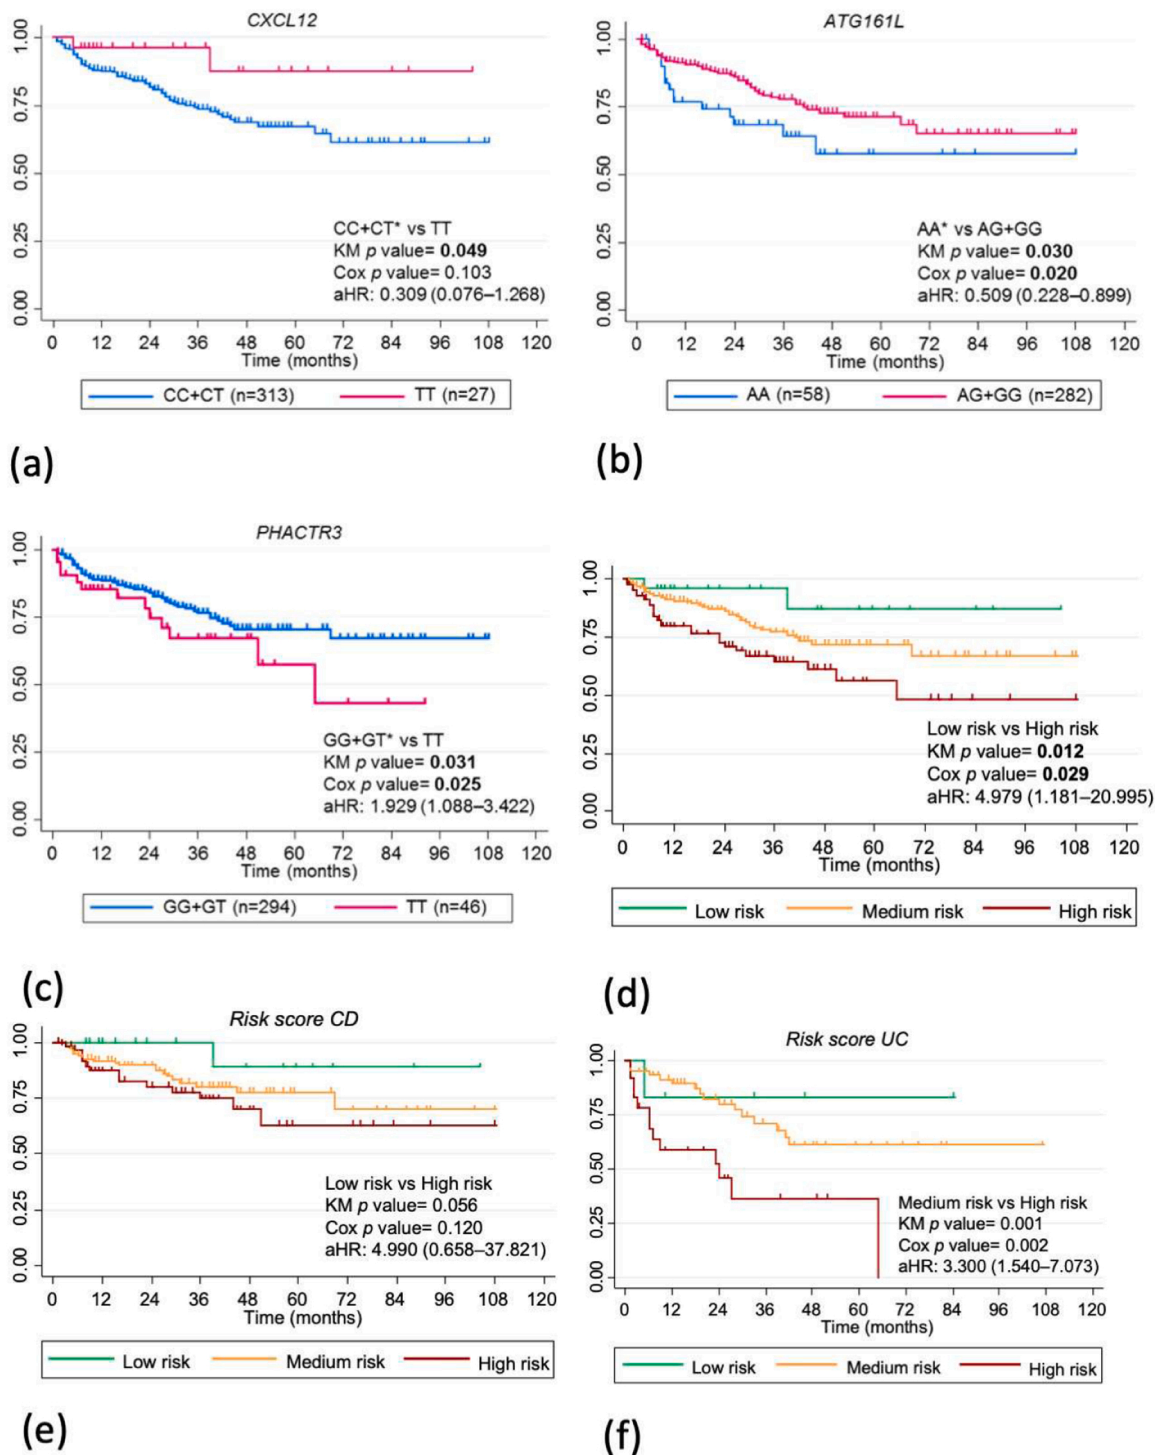 CXCL12
1.00
0.75
0.50
0.25
0.00
CC+CT* vs TT
KM p value= 0.049
Cox p value= 0.103
aHR: 0.309 (0.076–1.268)
0 12 24 36 48 60 72 84 96 108 120
Time (months)
CC+CT (n=313) TT (n=27)
(a)
ATG161L
1.00
0.75
0.50
0.25
0.00
AA* vs AG+GG
KM p value= 0.030
Cox p value= 0.020
aHR: 0.509 (0.228–0.899)
0 12 24 36 48 60 72 84 96 108 120
Time (months)
AA (n=58) AG+GG (n=282)
(b)
PHACTR3
1.00
0.75
0.50
0.25
0.00
GG+GT* vs TT
KM p value= 0.031
Cox p value= 0.025
aHR: 1.929 (1.088–3.422)
0 12 24 36 48 60 72 84 96 108 120
Time (months)
GG+GT (n=294) TT (n=46)
(c)
1.00
0.75
0.50
0.25
0.00
Low risk vs High risk
KM p value= 0.012
Cox p value= 0.029
aHR: 4.979 (1.181–20.995)
0 12 24 36 48 60 72 84 96 108 120
Time (months)
Low risk Medium risk High risk
(d)
Risk score CD
1.00
0.75
0.50
0.25
0.00
Low risk vs High risk
KM p value= 0.056
Cox p value= 0.120
aHR: 4.990 (0.658–37.821)
0 12 24 36 48 60 72 84 96 108 120
Time (months)
Low risk Medium risk High risk
(e)
Risk score UC
1.00
0.75
0.50
0.25
0.00
Medium risk vs High risk
KM p value= 0.001
Cox p value= 0.002
aHR: 3.300 (1.540–7.073)
0 12 24 36 48 60 72 84 96 108 120
Time (months)
Low risk Medium risk High risk
(f)